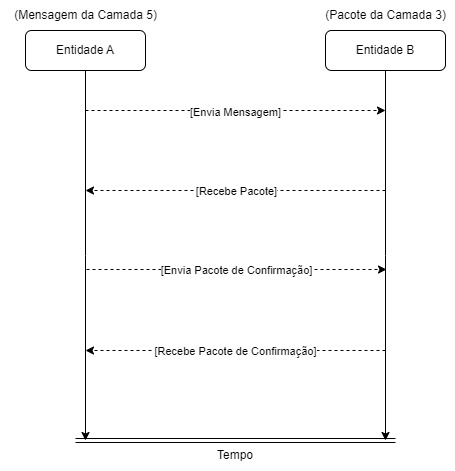 (Mensagem da Camada 5)
(Pacote da Camada 3)
Entidade A
Entidade B
[Envia Mensagem]
[Recebe Pacote]
[Envia Pacote de Confirmação]
[Recebe Pacote de Confirmação]
Tempo